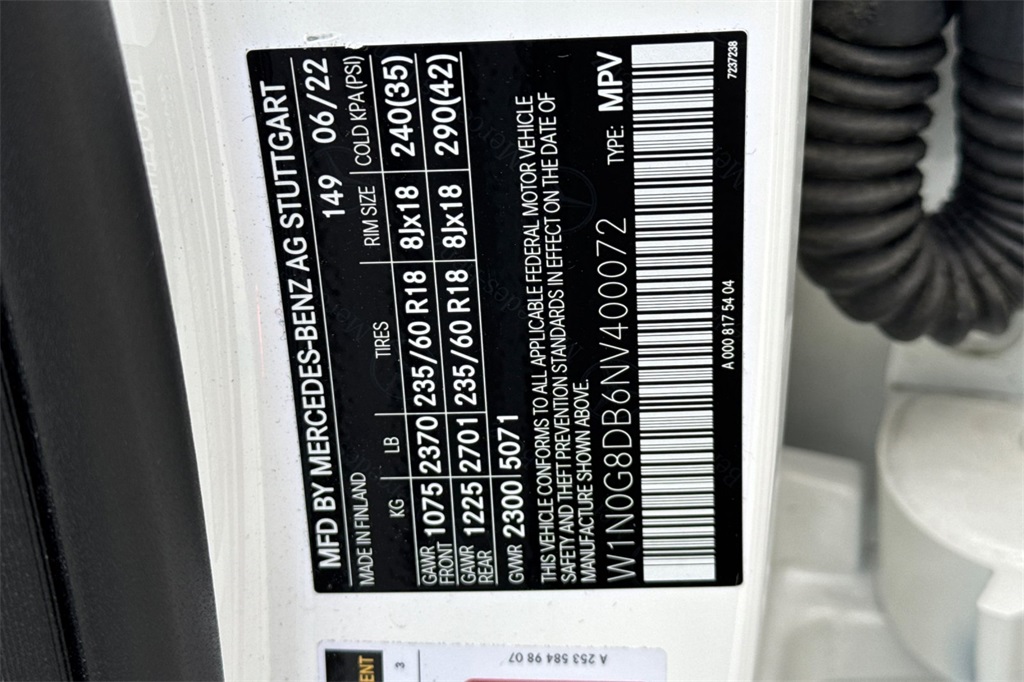 MFD BY MERCEDES-BENZ AG STUTTGART
MADE IN FINLAND 149 06/22
KG LB TIRES RIM SIZE COLD KPA(PSI)
GAWR FRONT 1075 2370 235/60 R18 8Jx18 240(35)
GAWR REAR 1225 2701 235/60 R18 8Jx18 290(42)
GVWR 2300 5071
THIS VEHICLE CONFORMS TO ALL APPLICABLE FEDERAL MOTOR VEHICLE
SAFETY AND THEFT PREVENTION STANDARDS IN EFFECT ON THE DATE OF
MANUFACTURE SHOWN ABOVE.
W1N0G8DB6NV400072 TYPE: MPV
A 000 817 54 04 7237238
3
A 253 584 98 07